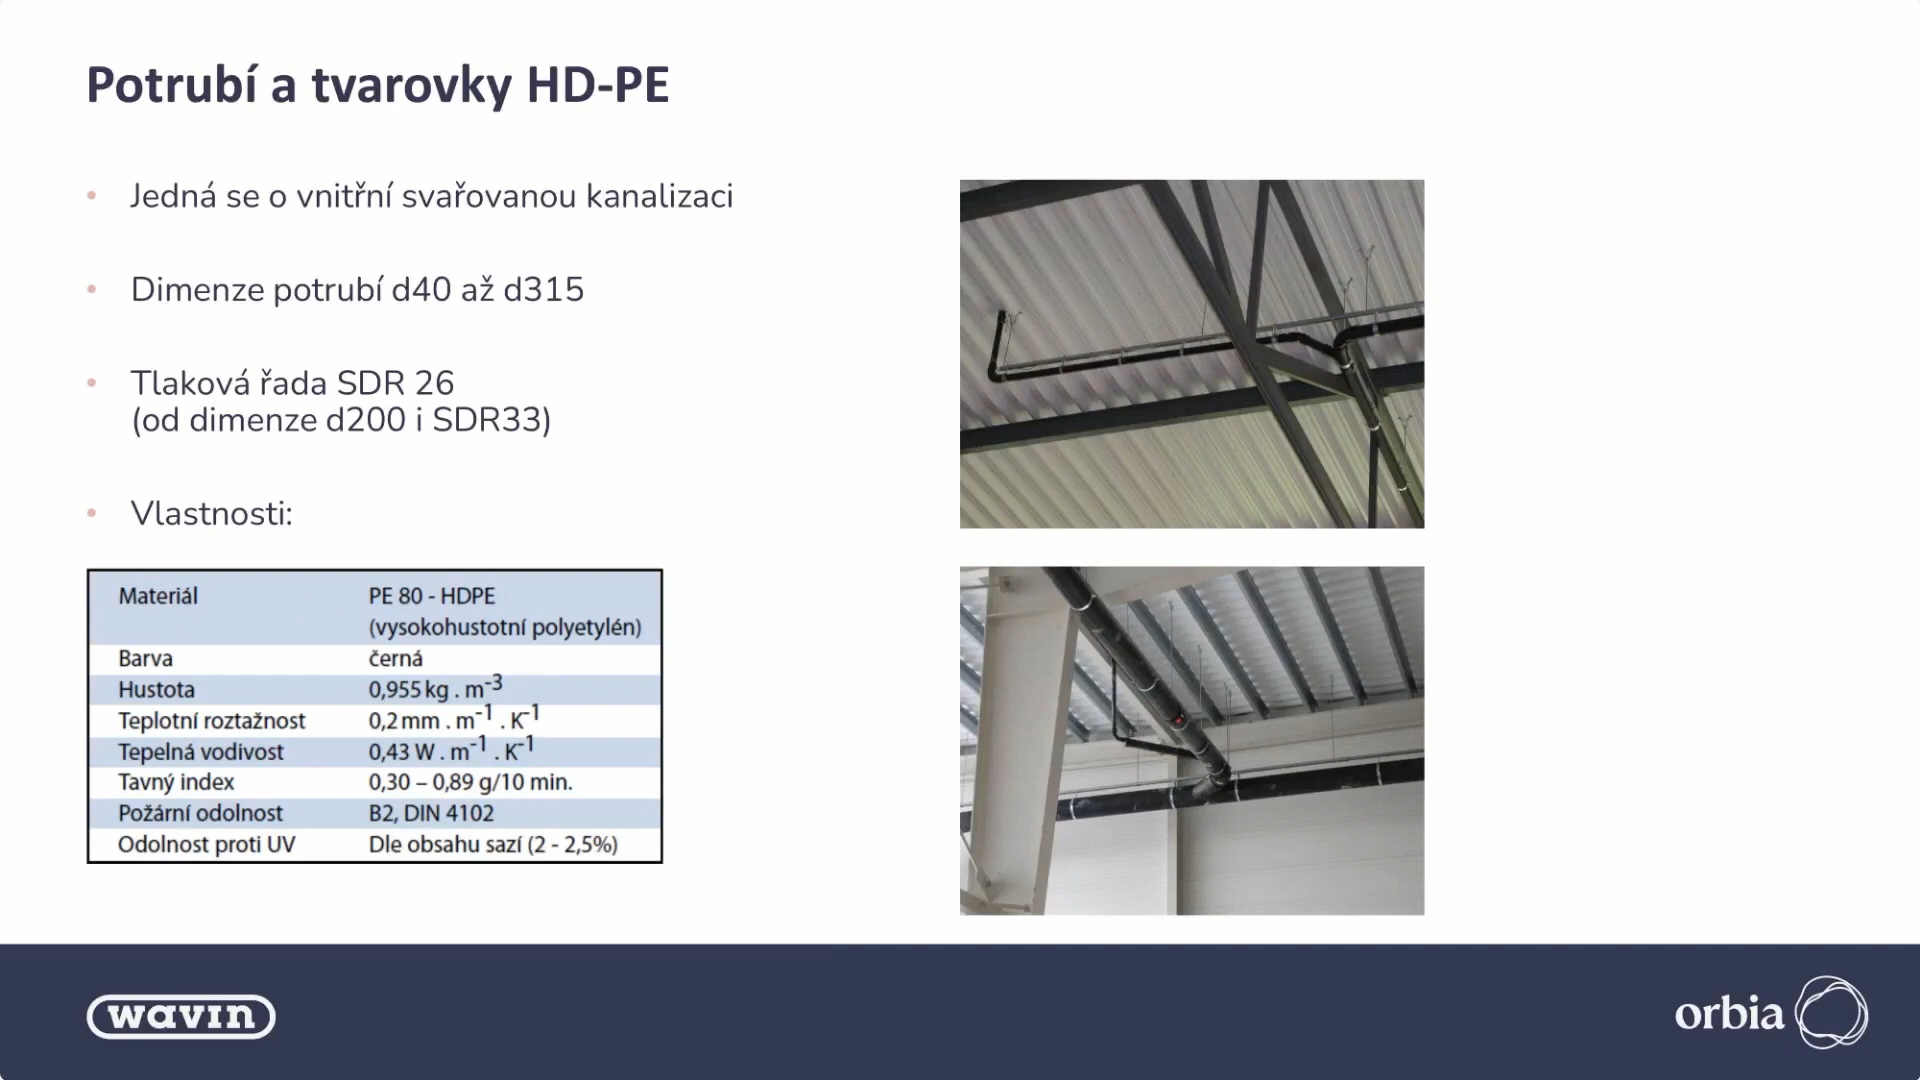 Potrubí a tvarovky HD-PE
• Jedná se o vnitřní svařovanou kanalizaci
• Dimenze potrubí d40 až d315
• Tlaková řada SDR 26
(od dimenze d200 i SDR33)
• Vlastnosti:
Materiál PE 80 - HDPE
(vysokohustotní polyetylén)
Barva černá
Hustota 0,955 kg . m⁻³
Teplotní roztažnost 0,2 mm . m⁻¹ . K⁻¹
Tepelná vodivost 0,43 W . m⁻¹ . K⁻¹
Tavný index 0,30 – 0,89 g/10 min.
Požární odolnost B2, DIN 4102
Odolnost proti UV Dle obsahu sazí (2 - 2,5%)
wavin
orbia